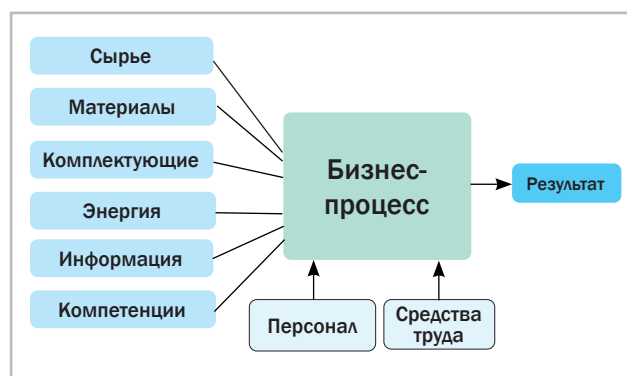 Сырье
Материалы
Комплектующие
Энергия
Информация
Компетенции
Бизнес-
процесс
Результат
Персонал
Средства
труда